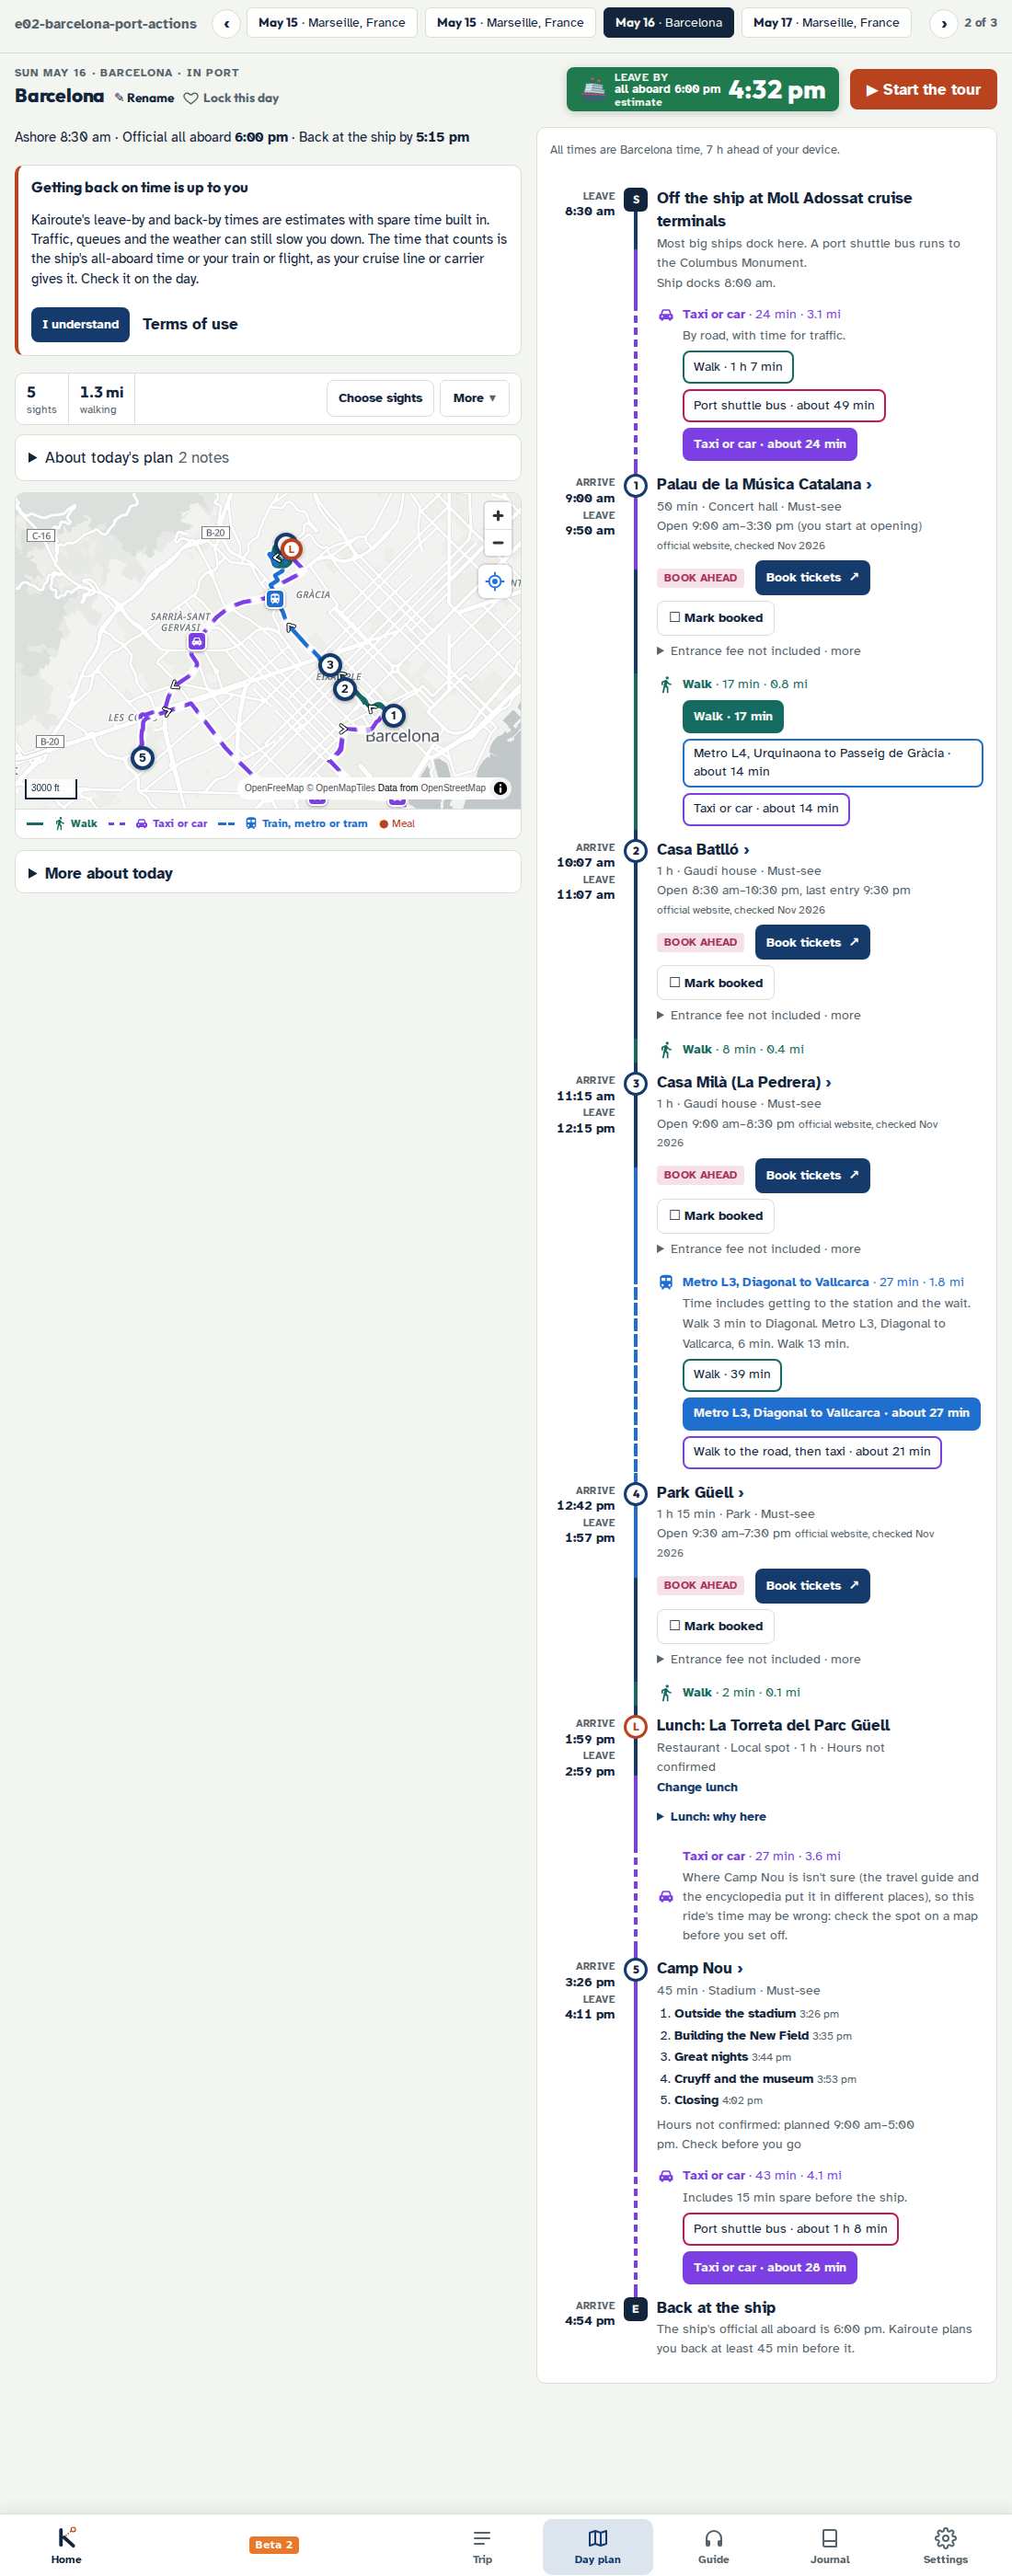 e02-barcelona-port-actions
‹
May 15 · Marseille, France
May 15 · Marseille, France
May 16 · Barcelona
May 17 · Marseille, France
›
2 of 3
SUN MAY 16 · BARCELONA · IN PORT
Barcelona
✎ Rename
Lock this day
LEAVE BY
all aboard 6:00 pm
estimate
4:32 pm
▶ Start the tour
Ashore 8:30 am · Official all aboard 6:00 pm · Back at the ship by 5:15 pm
Getting back on time is up to you
Kairoute's leave-by and back-by times are estimates with spare time built in.
Traffic, queues and the weather can still slow you down. The time that counts is
the ship's all-aboard time or your train or flight, as your cruise line or carrier
gives it. Check it on the day.
I understand
Terms of use
5
sights
1.3 mi
walking
Choose sights
More ▾
▶ About today's plan 2 notes
C-16
B-20
GRÀCIA
SARRIÀ-SANT
GERVASI
L
3
2
1
5
Barcelona
B-20
+
−
3000 ft
OpenFreeMap © OpenMapTiles Data from OpenStreetMap
Walk
Taxi or car
Train, metro or tram
Meal
▶ More about today
All times are Barcelona time, 7 h ahead of your device.
LEAVE
8:30 am
S
Off the ship at Moll Adossat cruise
terminals
Most big ships dock here. A port shuttle bus runs to
the Columbus Monument.
Ship docks 8:00 am.
Taxi or car · 24 min · 3.1 mi
By road, with time for traffic.
Walk · 1 h 7 min
Port shuttle bus · about 49 min
Taxi or car · about 24 min
ARRIVE
9:00 am
LEAVE
9:50 am
1
Palau de la Música Catalana ›
50 min · Concert hall · Must-see
Open 9:00 am–3:30 pm (you start at opening)
official website, checked Nov 2026
BOOK AHEAD
Book tickets ↗
Mark booked
▶ Entrance fee not included · more
Walk · 17 min · 0.8 mi
Walk · 17 min
Metro L4, Urquinaona to Passeig de Gràcia ·
about 14 min
Taxi or car · about 14 min
ARRIVE
10:07 am
LEAVE
11:07 am
2
Casa Batlló ›
1 h · Gaudí house · Must-see
Open 8:30 am–10:30 pm, last entry 9:30 pm
official website, checked Nov 2026
BOOK AHEAD
Book tickets ↗
Mark booked
▶ Entrance fee not included · more
Walk · 8 min · 0.4 mi
ARRIVE
11:15 am
LEAVE
12:15 pm
3
Casa Milà (La Pedrera) ›
1 h · Gaudí house · Must-see
Open 9:00 am–8:30 pm official website, checked Nov
2026
BOOK AHEAD
Book tickets ↗
Mark booked
▶ Entrance fee not included · more
Metro L3, Diagonal to Vallcarca · 27 min · 1.8 mi
Time includes getting to the station and the wait.
Walk 3 min to Diagonal. Metro L3, Diagonal to
Vallcarca, 6 min. Walk 13 min.
Walk · 39 min
Metro L3, Diagonal to Vallcarca · about 27 min
Walk to the road, then taxi · about 21 min
ARRIVE
12:42 pm
LEAVE
1:57 pm
4
Park Güell ›
1 h 15 min · Park · Must-see
Open 9:30 am–7:30 pm official website, checked Nov
2026
BOOK AHEAD
Book tickets ↗
Mark booked
▶ Entrance fee not included · more
Walk · 2 min · 0.1 mi
ARRIVE
1:59 pm
LEAVE
2:59 pm
L
Lunch: La Torreta del Parc Güell
Restaurant · Local spot · 1 h · Hours not
confirmed
Change lunch
▶ Lunch: why here
Taxi or car · 27 min · 3.6 mi
Where Camp Nou is isn't sure (the travel guide and
the encyclopedia put it in different places), so this
ride's time may be wrong: check the spot on a map
before you set off.
ARRIVE
3:26 pm
LEAVE
4:11 pm
5
Camp Nou ›
45 min · Stadium · Must-see
1. Outside the stadium 3:26 pm
2. Building the New Field 3:35 pm
3. Great nights 3:44 pm
4. Cruyff and the museum 3:53 pm
5. Closing 4:02 pm
Hours not confirmed: planned 9:00 am–5:00
pm. Check before you go
Taxi or car · 43 min · 4.1 mi
Includes 15 min spare before the ship.
Port shuttle bus · about 1 h 8 min
Taxi or car · about 28 min
ARRIVE
4:54 pm
E
Back at the ship
The ship's official all aboard is 6:00 pm. Kairoute plans
you back at least 45 min before it.
Home
Beta 2
Trip
Day plan
Guide
Journal
Settings